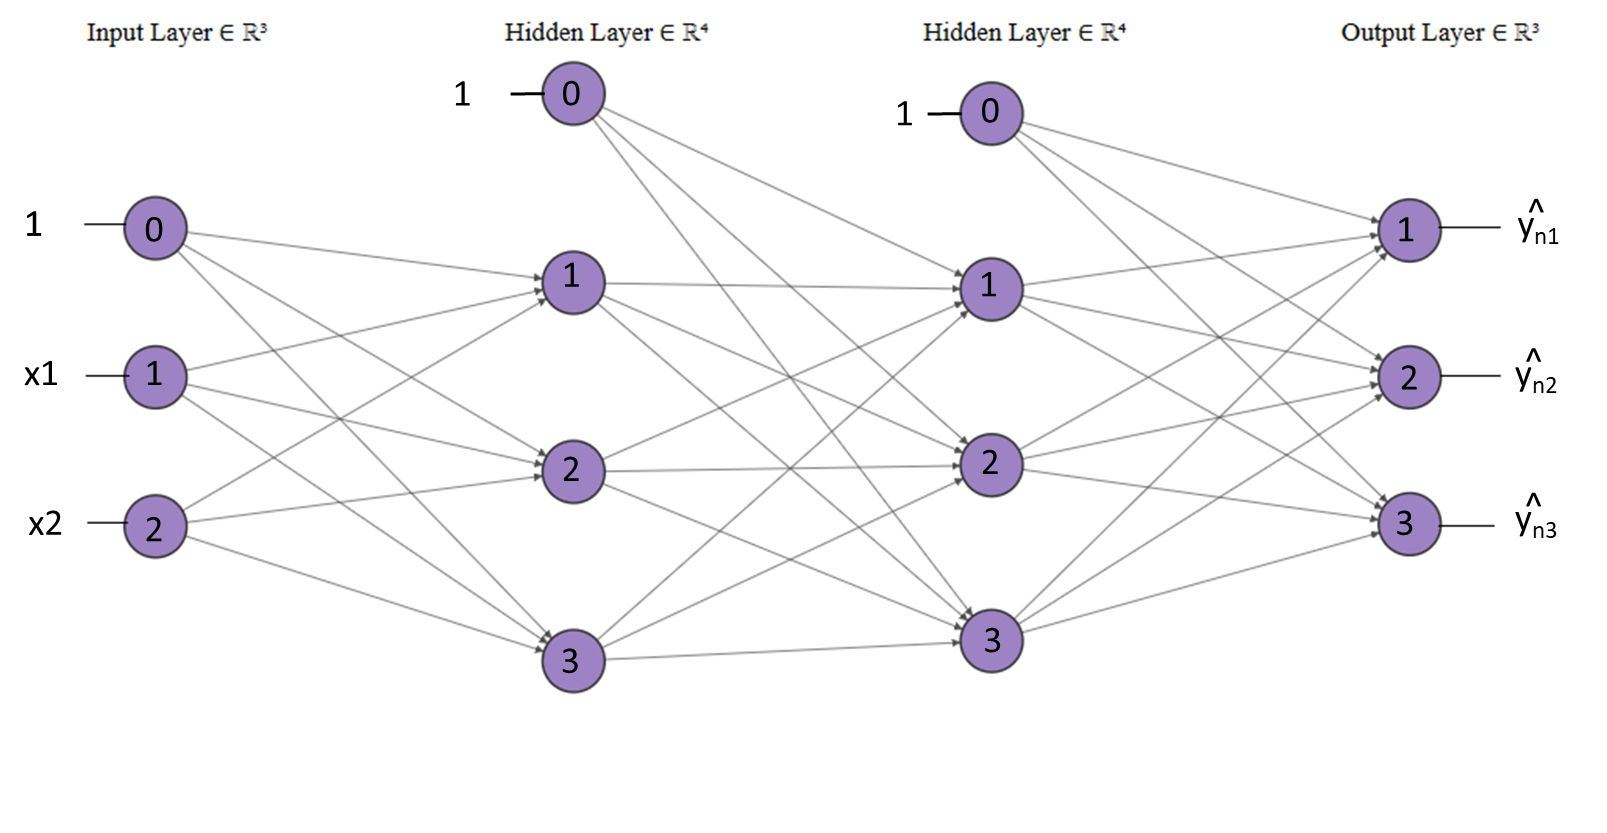 Input Layer ∈ ℝ³
Hidden Layer ∈ ℝ⁴
Hidden Layer ∈ ℝ⁴
Output Layer ∈ ℝ³
1
0
1
0
1
0
x1
1
x2
2
1
2
3
1
2
3
1
ŷn1
2
ŷn2
3
ŷn3